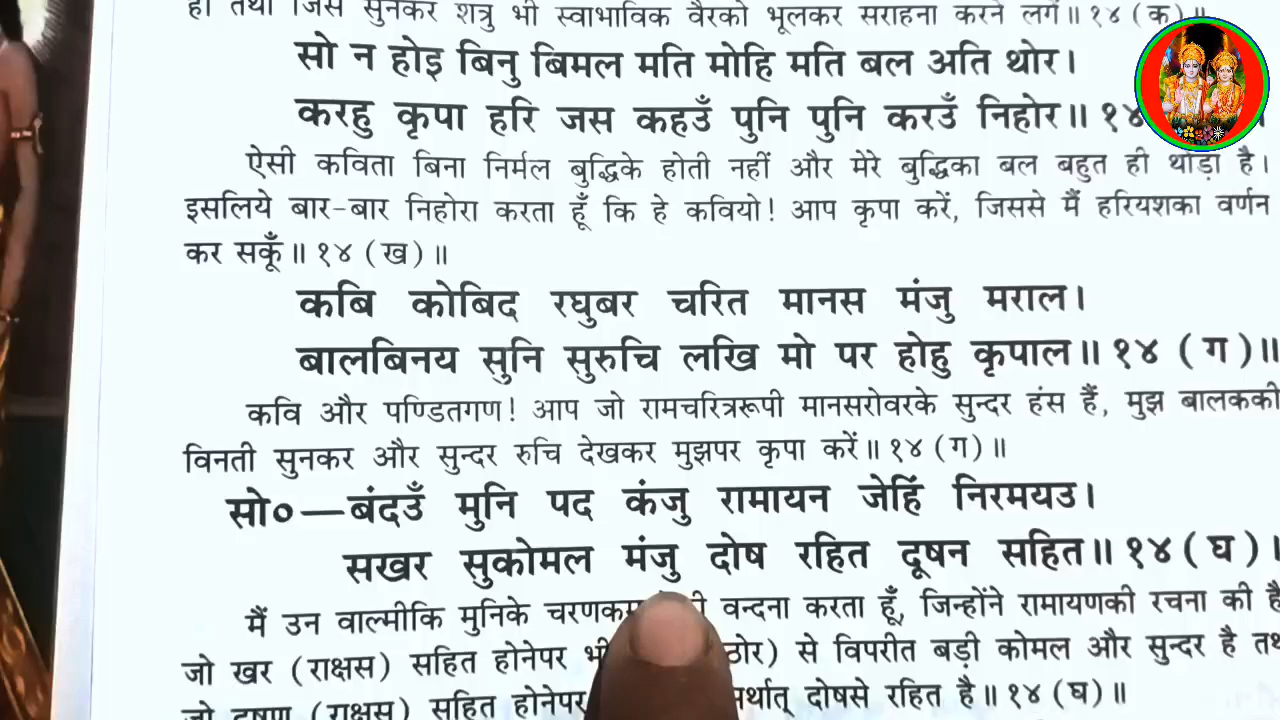 हो तथा जिसे सुनकर शत्रु भी स्वाभाविक वैरको भूलकर सराहना करने लगें॥ १४ (क)॥
सो न होइ बिनु बिमल मति मोहि मति बल अति थोर।
करहु कृपा हरि जस कहउँ पुनि पुनि करउँ निहोर॥ १४
ऐसी कविता बिना निर्मल बुद्धिके होती नहीं और मेरे बुद्धिका बल बहुत ही थोड़ा है।
इसलिये बार-बार निहोरा करता हूँ कि हे कवियो! आप कृपा करें, जिससे मैं हरियशका वर्णन
कर सकूँ॥ १४ (ख)॥
कबि कोबिद रघुबर चरित मानस मंजु मराल।
बालबिनय सुनि सुरुचि लखि मो पर होहु कृपाल॥ १४ (ग)॥
कवि और पण्डितगण! आप जो रामचरित्ररूपी मानसरोवरके सुन्दर हंस हैं, मुझ बालककी
विनती सुनकर और सुन्दर रुचि देखकर मुझपर कृपा करें॥ १४ (ग)॥
सो०—बंदउँ मुनि पद कंजु रामायन जेहिं निरमयउ।
सखर सुकोमल मंजु दोष रहित दूषन सहित॥ १४ (घ)॥
मैं उन वाल्मीकि मुनिके वन्दना करता हूँ, जिन्होंने रामायणकी रचना की है
जो खर (राक्षस) सहित होनेपर से विपरीत बड़ी कोमल और सुन्दर है
जो दूषण (राक्षस) सहित होनेपर दोषसे रहित है॥ १४ (घ)॥